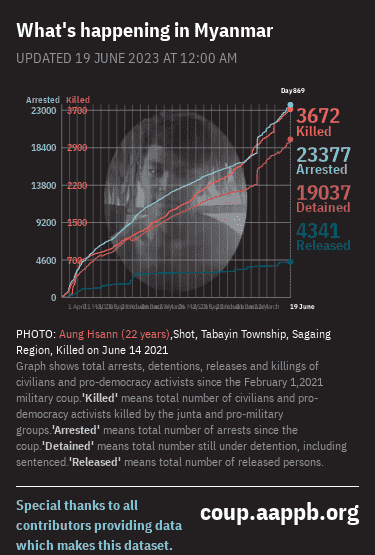 What's happening in Myanmar
UPDATED 19 JUNE 2023 AT 12:00 AM
Day869
Arrested Killed
23000 3700
18400 2900
13800 2200
9200 1500
4600 700
0
3672
Killed
23377
Arrested
19037
Detained
4341
Released
19 June
PHOTO: Aung Hsann (22 years),Shot, Tabayin Township, Sagaing
Region, Killed on June 14 2021
Graph shows total arrests, detentions, releases and killings of
civilians and pro-democracy activists since the February 1,2021
military coup.'Killed' means total number of civilians and pro-
democracy activists killed by the junta and pro-military
groups.'Arrested' means total number of arrests since the
coup.'Detained' means total number still under detention, including
sentenced.'Released' means total number of released persons.
Special thanks to all
contributors providing data
which makes this dataset.
coup.aappb.org